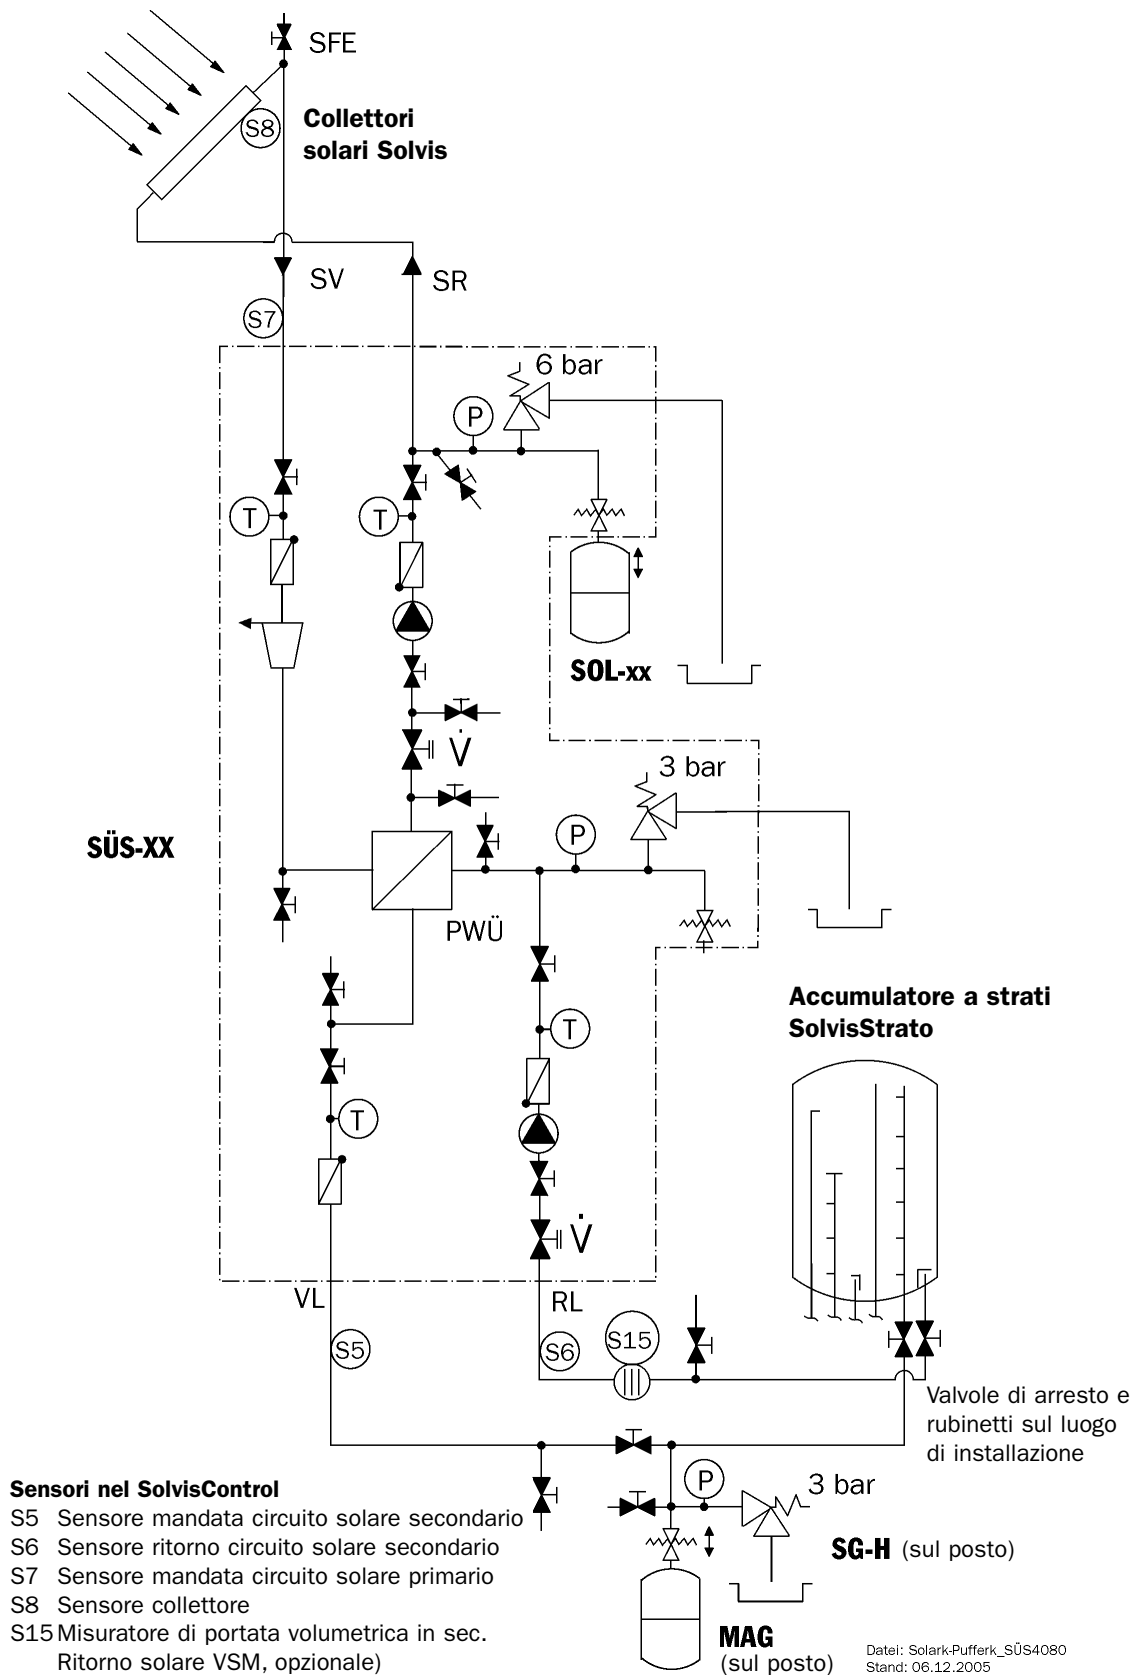 SFE
S8
Collettori
solari Solvis
SV
SR
S7
6 bar
P
T
T
SOL-xx
V̇
3 bar
P
SÜS-XX
PWÜ
Accumulatore a strati
SolvisStrato
T
T
V̇
VL
RL
S5
S6
S15
Valvole di arresto e
rubinetti sul luogo
di installazione
P
3 bar
SG-H (sul posto)
MAG
(sul posto)
Sensori nel SolvisControl
S5 Sensore mandata circuito solare secondario
S6 Sensore ritorno circuito solare secondario
S7 Sensore mandata circuito solare primario
S8 Sensore collettore
S15 Misuratore di portata volumetrica in sec.
Ritorno solare VSM, opzionale)
Datei: Solark-Pufferk_SÜS4080
Stand: 06.12.2005